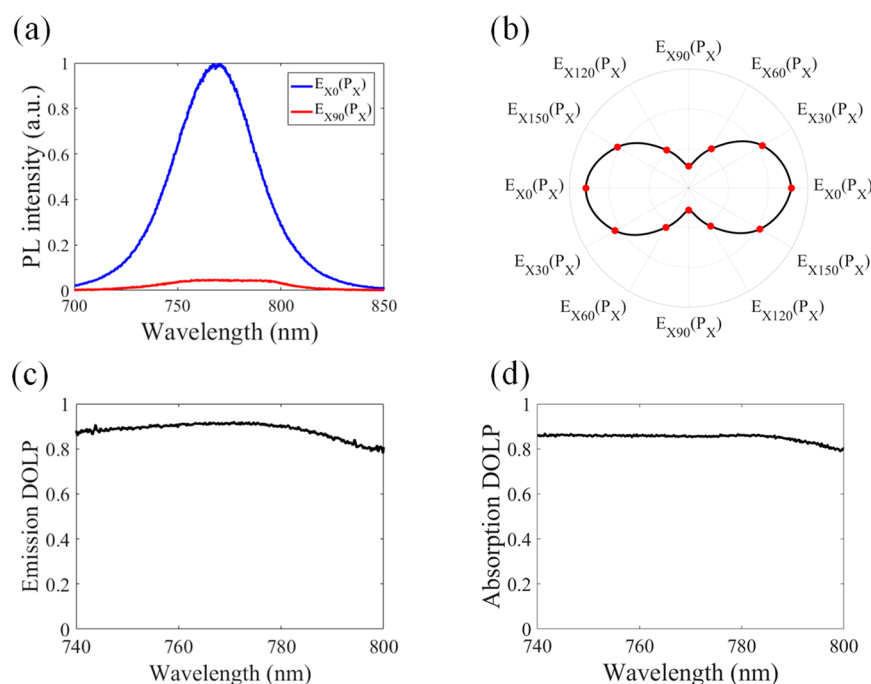 (a)
PL intensity (a.u.)
1
0.8
0.6
0.4
0.2
0
700
750
800
850
Wavelength (nm)
E_X0(P_X)
E_X90(P_X)
(b)
E_X90(P_X)
E_X120(P_X)
E_X60(P_X)
E_X150(P_X)
E_X30(P_X)
E_X0(P_X)
E_X0(P_X)
E_X30(P_X)
E_X150(P_X)
E_X60(P_X)
E_X120(P_X)
E_X90(P_X)
(c)
Emission DOLP
1
0.8
0.6
0.4
0.2
0
740
760
780
800
Wavelength (nm)
(d)
Absorption DOLP
1
0.8
0.6
0.4
0.2
0
740
760
780
800
Wavelength (nm)